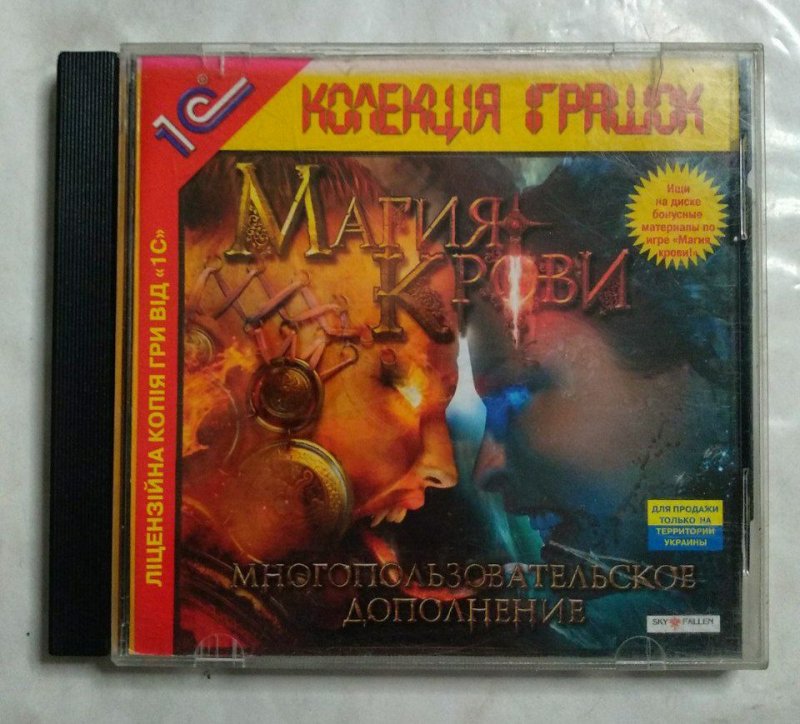 1С®
КОЛЕКЦІЯ ІГРАШОК
ЛІЦЕНЗІЙНА КОПІЯ ГРИ ВІД «1С»
МАГИЯ
КРОВИ
Ищи
на диске
бонусные
материалы по
игре «Магия
крови!»
ДЛЯ ПРОДАЖИ
ТОЛЬКО НА
ТЕРРИТОРИИ
УКРАИНЫ
МНОГОПОЛЬЗОВАТЕЛЬСКОЕ
ДОПОЛНЕНИЕ
SKY FALLEN